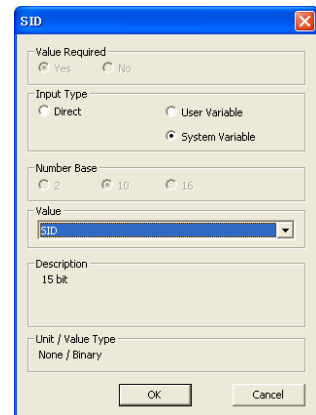 SID
Value Required
Yes No
Input Type
Direct User Variable
System Variable
Number Base
2 10 16
Value
SID
Description
15 bit
Unit / Value Type
None / Binary
OK Cancel